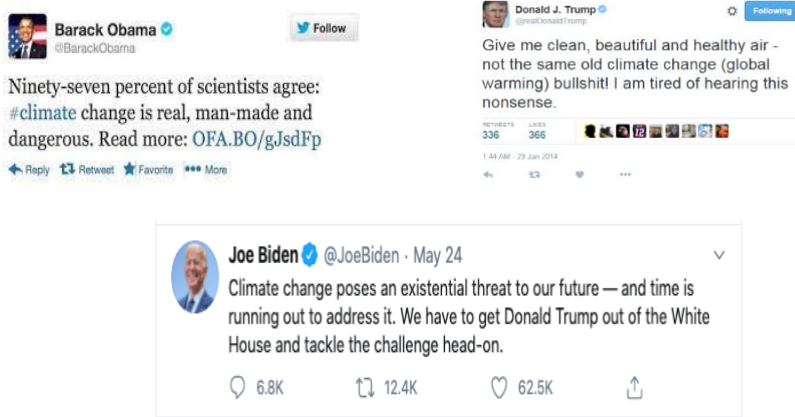 Barack Obama
@BarackObama
Follow
Ninety-seven percent of scientists agree:
#climate change is real, man-made and
dangerous. Read more: OFA.BO/gJsdFp
Reply Retweet Favorite More
Donald J. Trump
@realDonaldTrump
Following
Give me clean, beautiful and healthy air -
not the same old climate change (global
warming) bullshit! I am tired of hearing this
nonsense.
RETWEETS LIKES
336 366
1:44 AM - 29 Jan 2014
Joe Biden @JoeBiden · May 24
Climate change poses an existential threat to our future — and time is
running out to address it. We have to get Donald Trump out of the White
House and tackle the challenge head-on.
6.8K 12.4K 62.5K